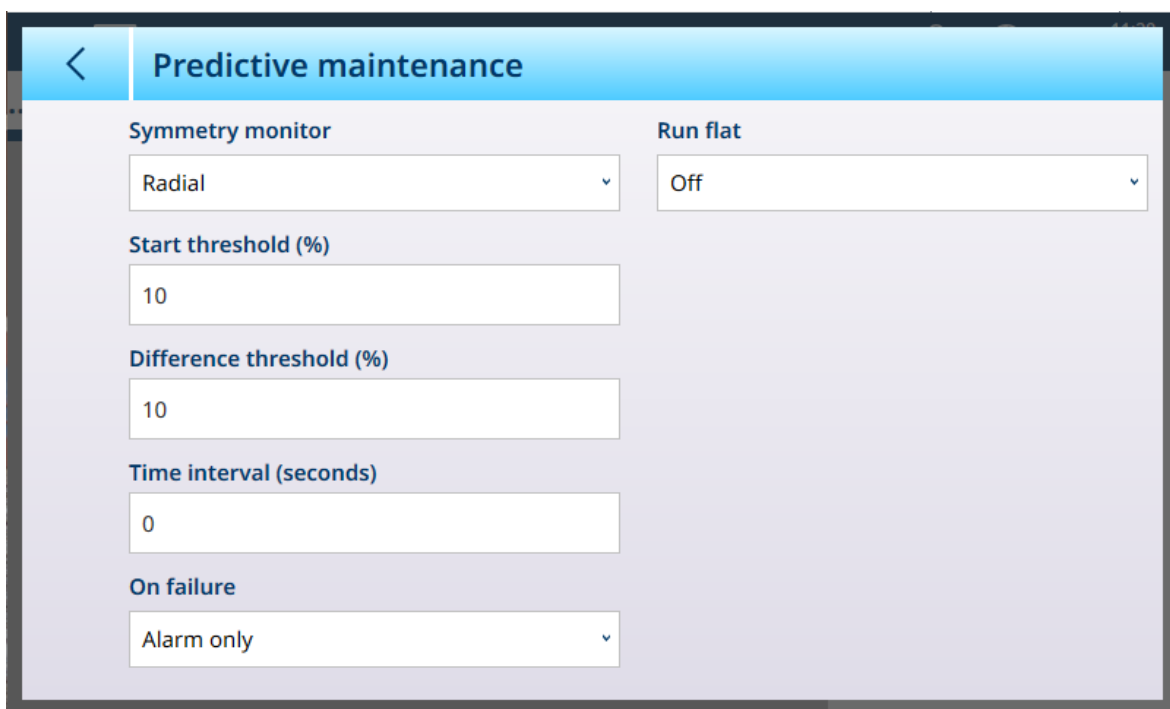 Predictive maintenance
Symmetry monitor
Radial
Start threshold (%)
10
Difference threshold (%)
10
Time interval (seconds)
0
On failure
Alarm only
Run flat
Off